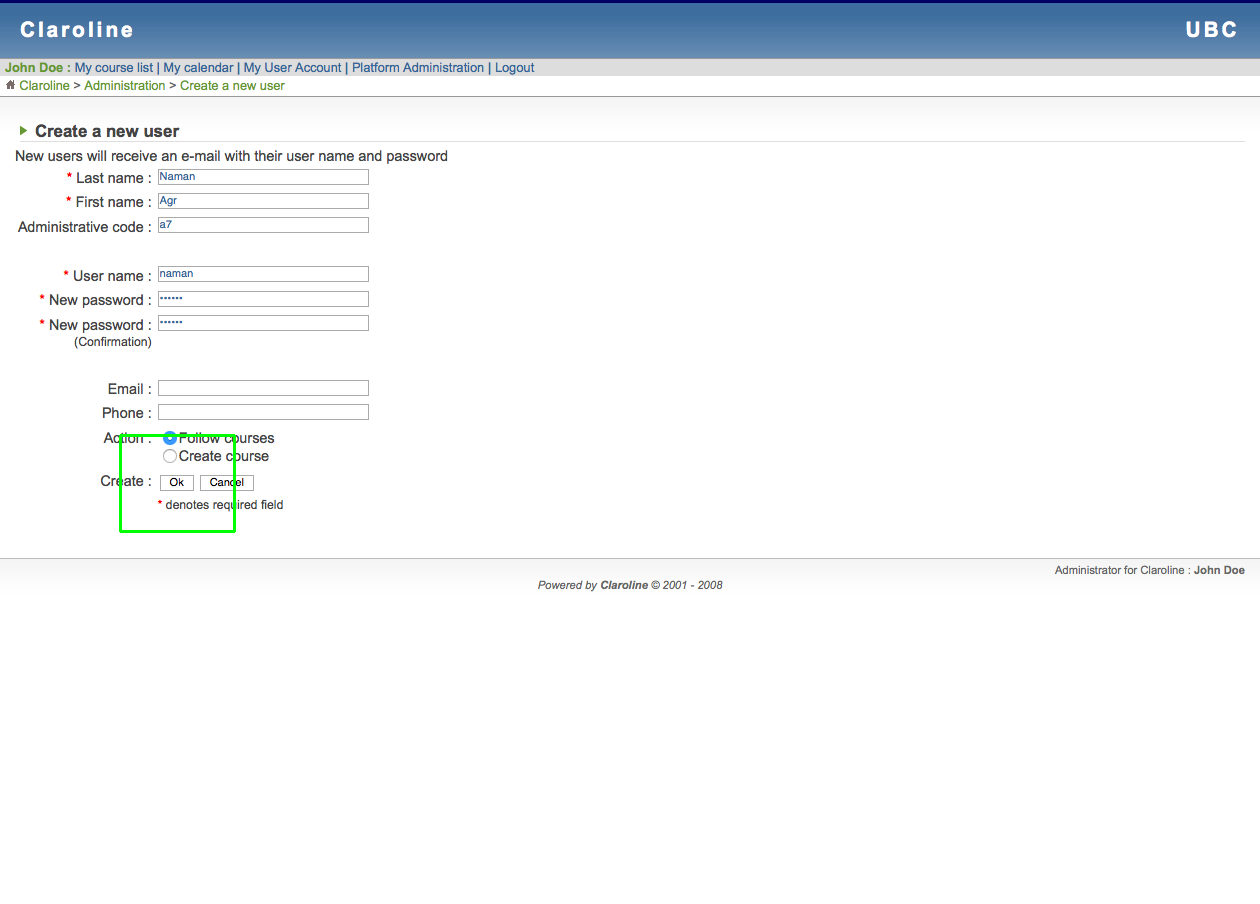 Claroline UBC
John Doe : My course list | My calendar | My User Account | Platform Administration | Logout
Claroline > Administration > Create a new user
Create a new user
New users will receive an e-mail with their user name and password
* Last name : Naman
* First name : Agr
Administrative code : a7
* User name : naman
* New password : ••••••
* New password : ••••••
(Confirmation)
Email :
Phone :
Action : Follow courses
Create course
Create : Ok Cancel
* denotes required field
Administrator for Claroline : John Doe
Powered by Claroline © 2001 - 2008